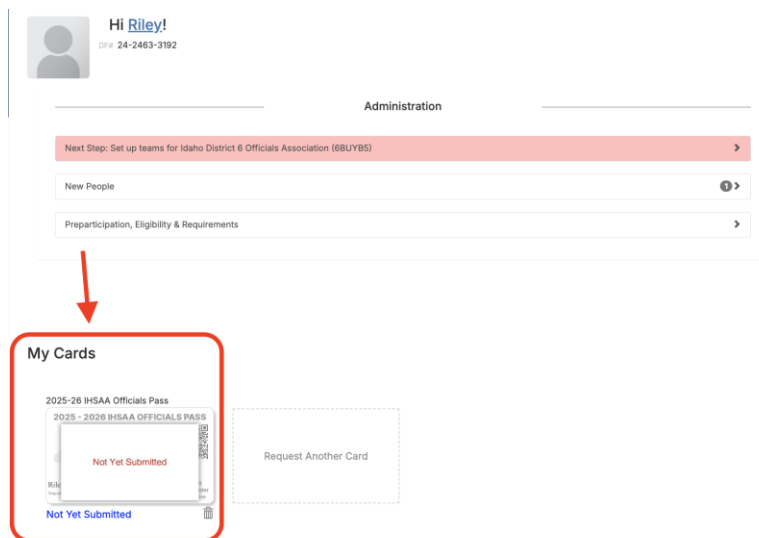 Hi Riley!
DF# 24-2463-3192
Administration
Next Step: Set up teams for Idaho District 6 Officials Association (6BUYB5)
New People 1
Preparticipation, Eligibility & Requirements
My Cards
2025-26 IHSAA Officials Pass
2025 - 2026 IHSAA OFFICIALS PASS
Not Yet Submitted
Not Yet Submitted
Request Another Card